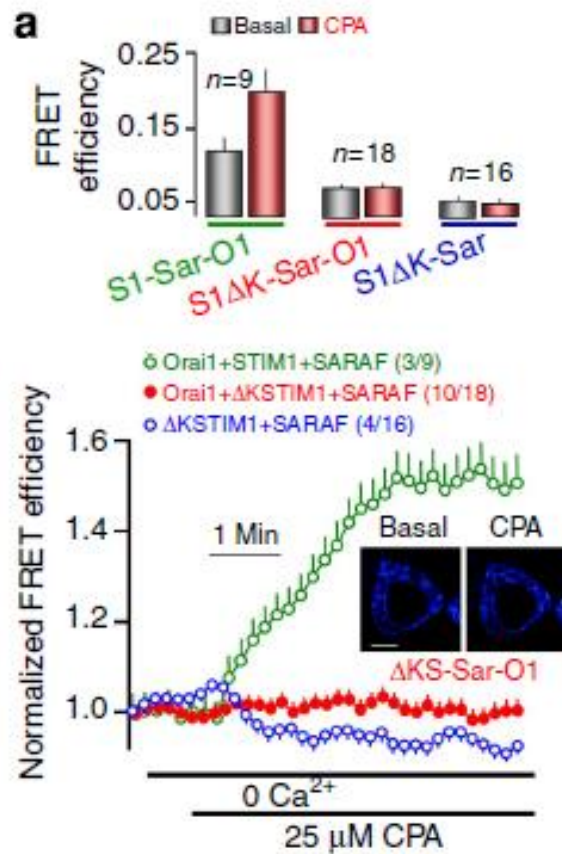 a
Basal CPA
FRET
efficiency
0.25
0.15
0.05
n=9
n=18
n=16
S1-Sar-O1
S1ΔK-Sar-O1
S1ΔK-Sar
Orai1+STIM1+SARAF (3/9)
Orai1+ΔKSTIM1+SARAF (10/18)
ΔKSTIM1+SARAF (4/16)
Normalized FRET efficiency
1.6
1.4
1.2
1.0
1 Min
Basal CPA
ΔKS-Sar-O1
0 Ca²⁺
25 μM CPA